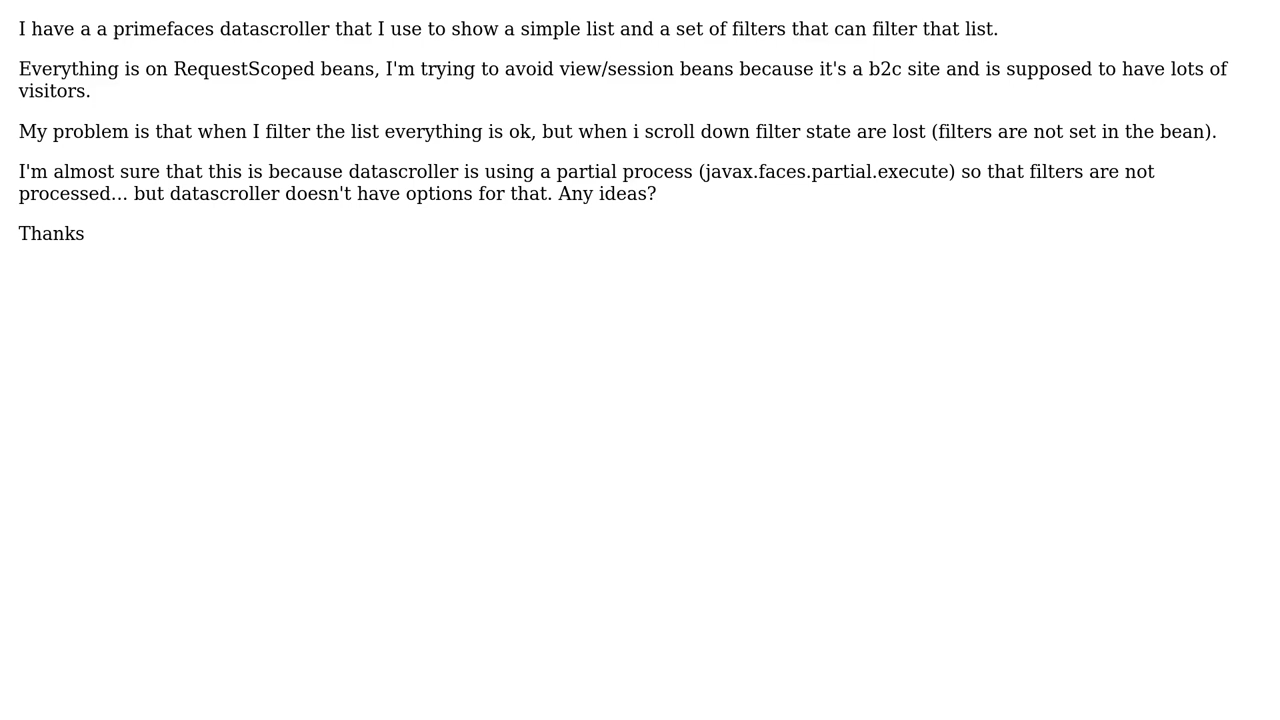 I have a a primefaces datascroller that I use to show a simple list and a set of filters that can filter that list.
Everything is on RequestScoped beans, I'm trying to avoid view/session beans because it's a b2c site and is supposed to have lots of
visitors.
My problem is that when I filter the list everything is ok, but when i scroll down filter state are lost (filters are not set in the bean).
I'm almost sure that this is because datascroller is using a partial process (javax.faces.partial.execute) so that filters are not
processed... but datascroller doesn't have options for that. Any ideas?
Thanks